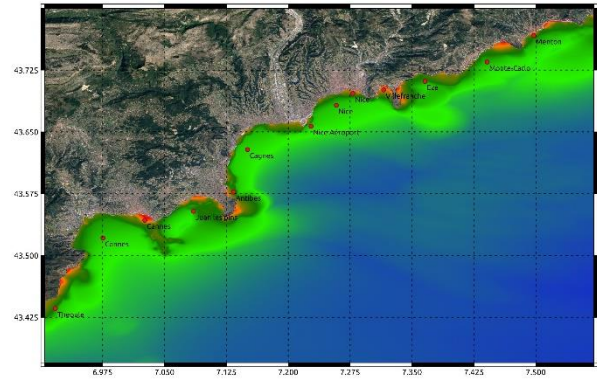 Menton
43.725
Monte-Carlo
Eze
Villefranche
Nice
Nice
43.650
Nice Aéroport
Cagnes
43.575
Antibes
Juan les pins
Cannes
Cannes
43.500
Theoule
43.425
6.975 7.050 7.125 7.200 7.275 7.350 7.425 7.500